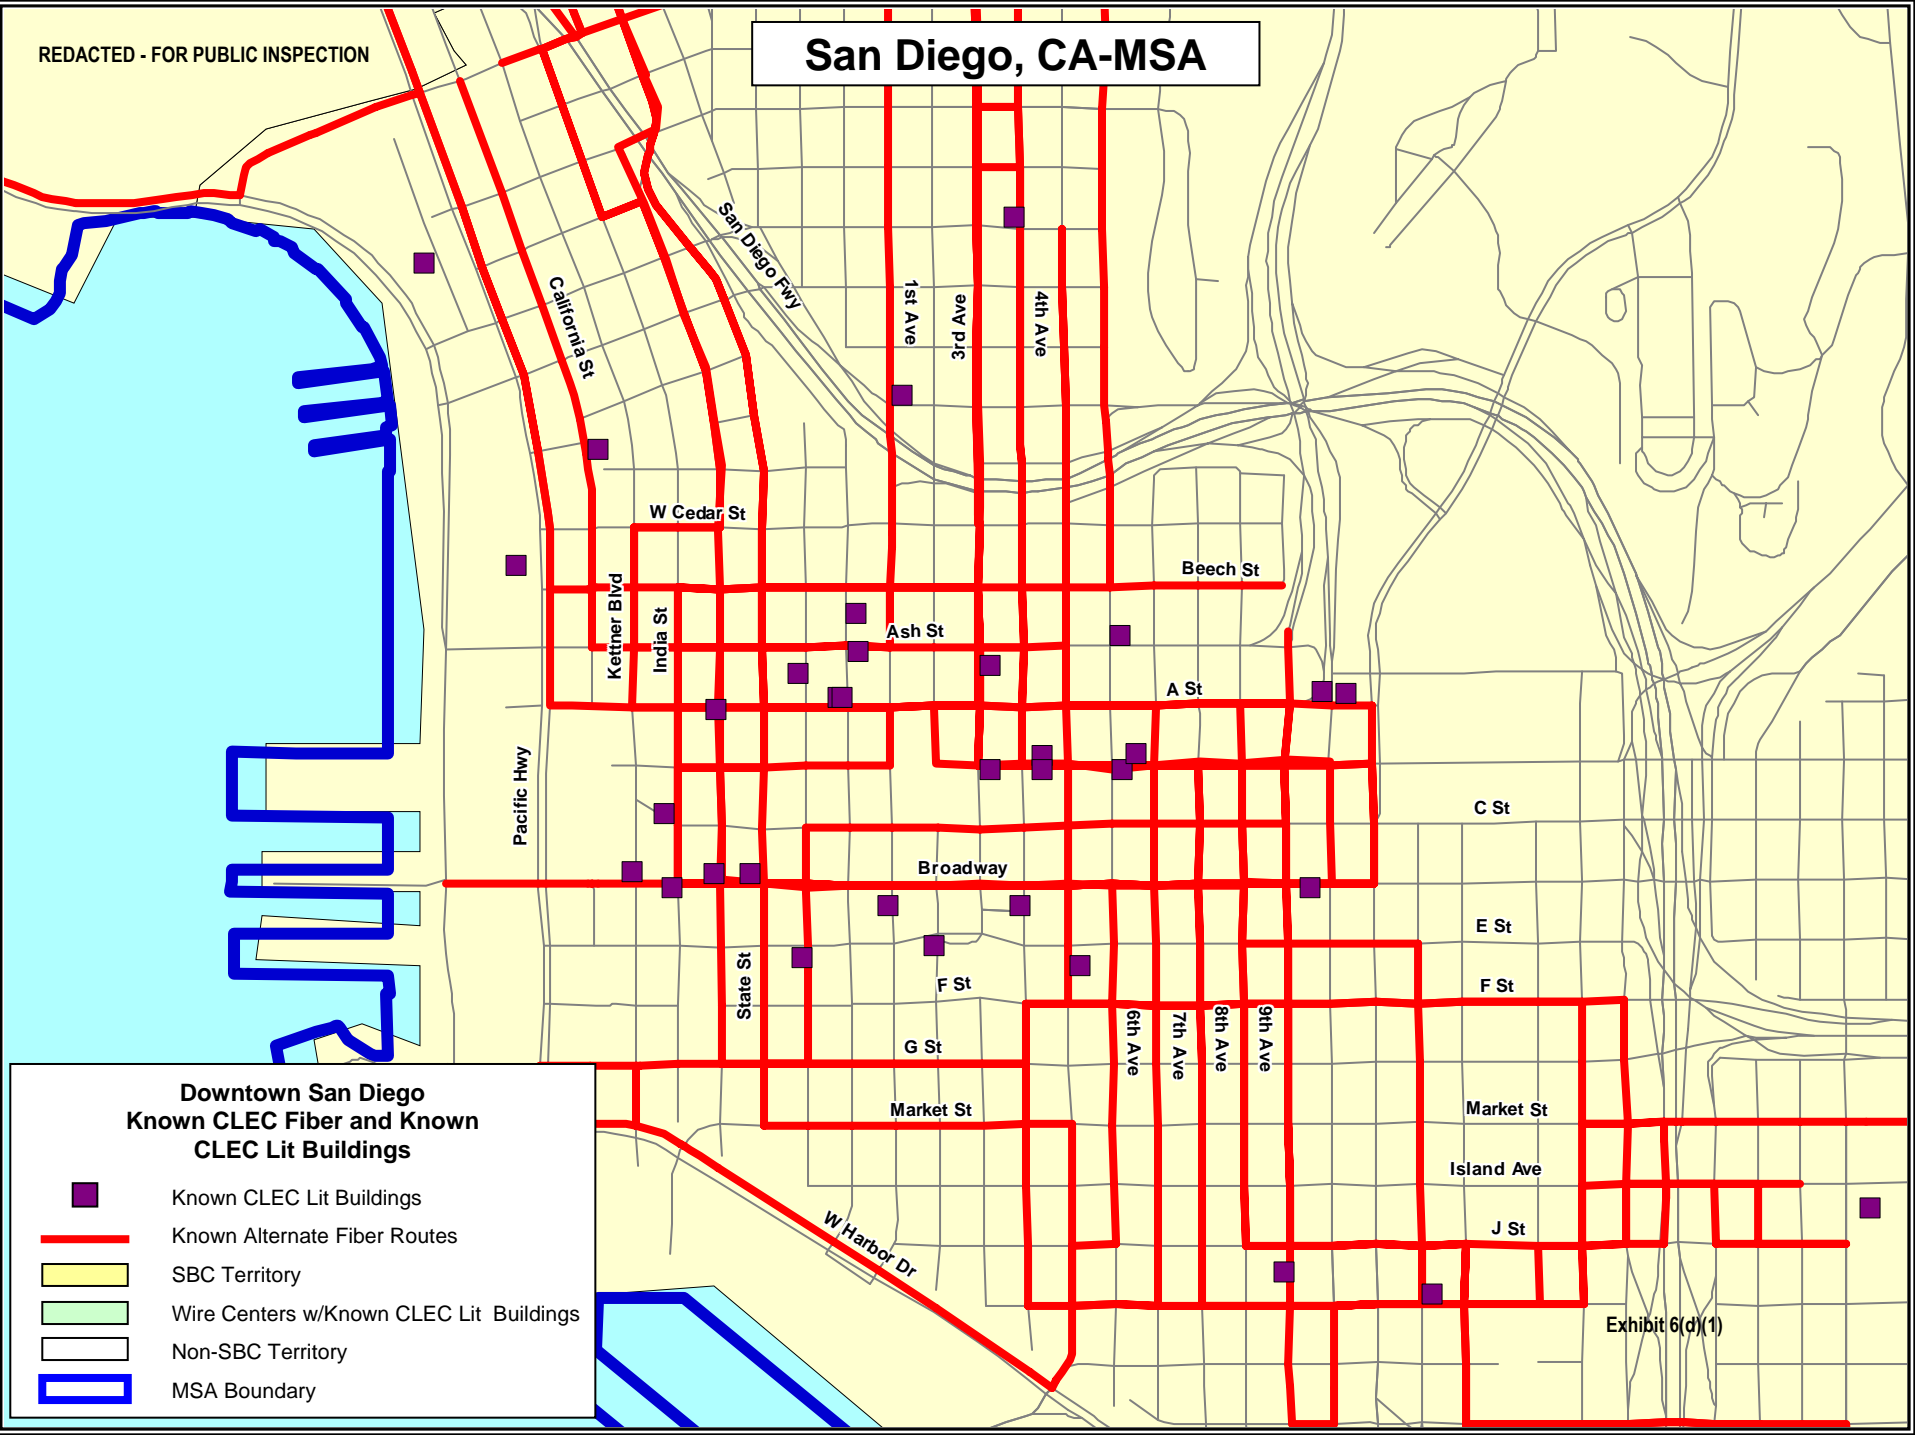 REDACTED - FOR PUBLIC INSPECTION
San Diego, CA-MSA
San Diego Fwy
California St
1st Ave
3rd Ave
4th Ave
W Cedar St
Beech St
Kettner Blvd
India St
Ash St
A St
Pacific Hwy
C St
Broadway
E St
State St
F St
F St
6th Ave
7th Ave
8th Ave
9th Ave
G St
Market St
Market St
Island Ave
W Harbor Dr
J St
Exhibit 6(d)(1)
Downtown San Diego
Known CLEC Fiber and Known
CLEC Lit Buildings
Known CLEC Lit Buildings
Known Alternate Fiber Routes
SBC Territory
Wire Centers w/Known CLEC Lit Buildings
Non-SBC Territory
MSA Boundary